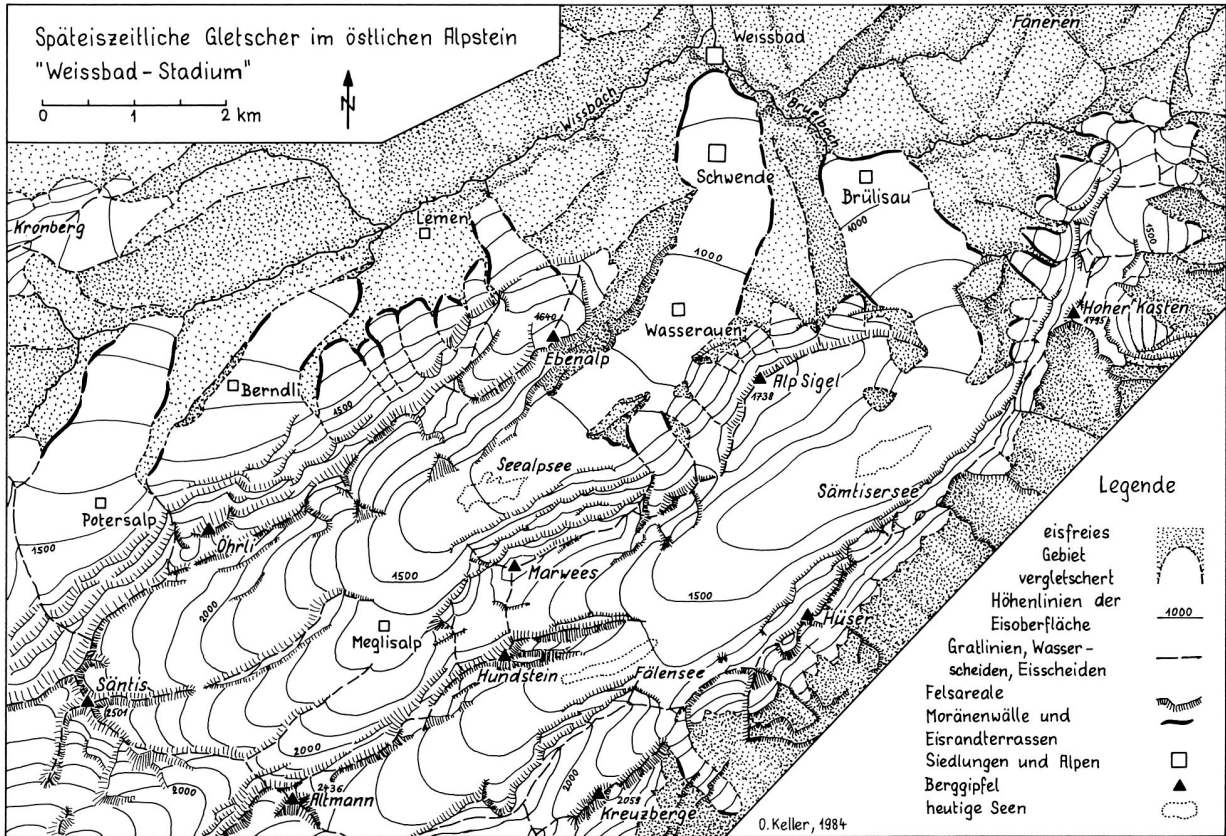 Späteiszeitliche Gletscher im östlichen Alpstein
"Weissbad-Stadium"
0 1 2 km
N
Weissbad
Fäneren
Wissbach
Brüelbach
Schwende
Brülisau
Lemen
Kronberg
1000
1000
1500
Hoher Kasten
1795
1640
Ebenalp
Wasserauen
Alp Sigel
1738
Berndli
1500
Seealpsee
Sämtisersee
Potersalp
1500
Öhrli
2000
1500
Marwees
1500
Meglisalp
Hundstein
Fälensee
Huser
Säntis
2501
2000
2000
2436
Altmann
2000
2059
Kreuzberge
O. Keller, 1984
Legende
eisfreies
Gebiet
vergletschert
Höhenlinien der
Eisoberfläche
1000
Gratlinien, Wasser-
scheiden, Eisscheiden
Felsareale
Moränenwälle und
Eisrandterrassen
Siedlungen und Alpen
Berggipfel
heutige Seen